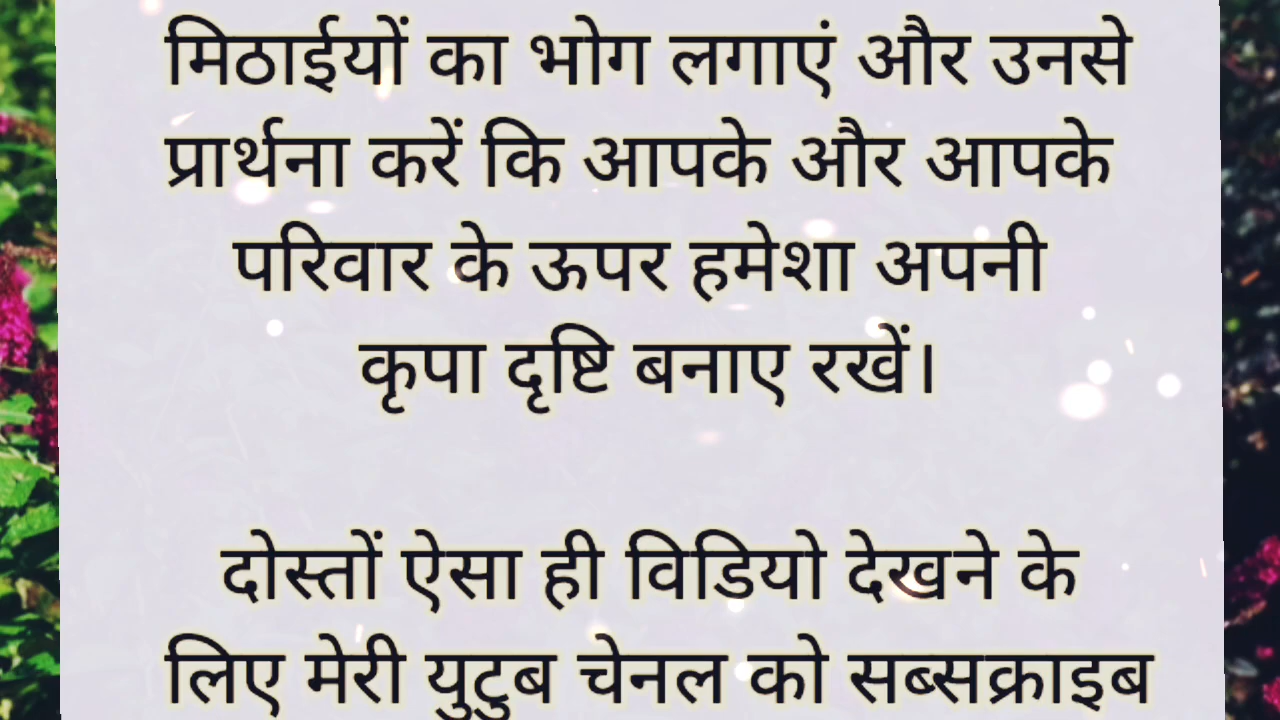 मिठाईयों का भोग लगाएं और उनसे
प्रार्थना करें कि आपके और आपके
परिवार के ऊपर हमेशा अपनी
कृपा दृष्टि बनाए रखें।
दोस्तों ऐसा ही विडियो देखने के
लिए मेरी युटुब चेनल को सब्सक्राइब